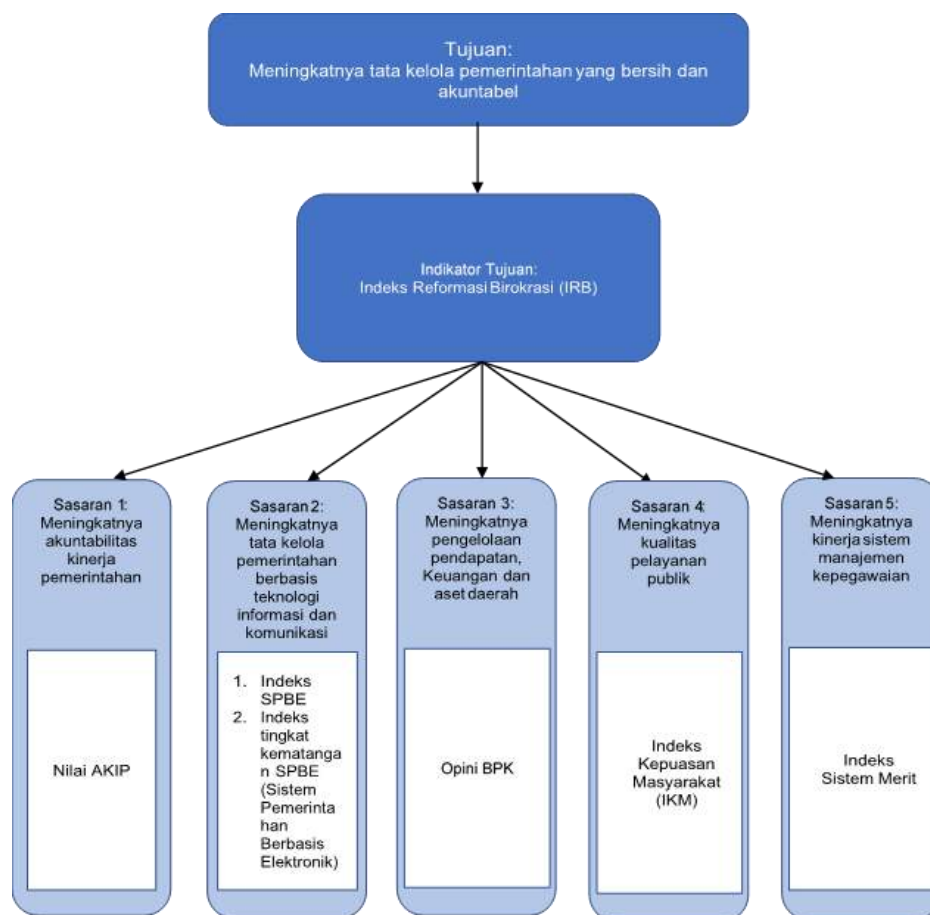 Tujuan:
Meningkatnya tata kelola pemerintahan yang bersih dan
akuntabel
Indikator Tujuan:
Indeks Reformasi Birokrasi (IRB)
Sasaran 1:
Meningkatnya
akuntabilitas
kinerja
pemerintahan
Nilai AKIP
Sasaran 2:
Meningkatnya
tata kelola
pemerintahan
berbasis
teknologi
informasi dan
komunikasi
1. Indeks
SPBE
2. Indeks
tingkat
kematanga
n SPBE
(Sistem
Pemerinta
han
Berbasis
Elektronik)
Sasaran 3:
Meningkatnya
pengelolaan
pendapatan,
Keuangan dan
aset daerah
Opini BPK
Sasaran 4:
Meningkatnya
kualitas
pelayanan
publik
Indeks
Kepuasan
Masyarakat
(IKM)
Sasaran 5:
Meningkatnya
kinerja sistem
manajemen
kepegawaian
Indeks
Sistem Merit